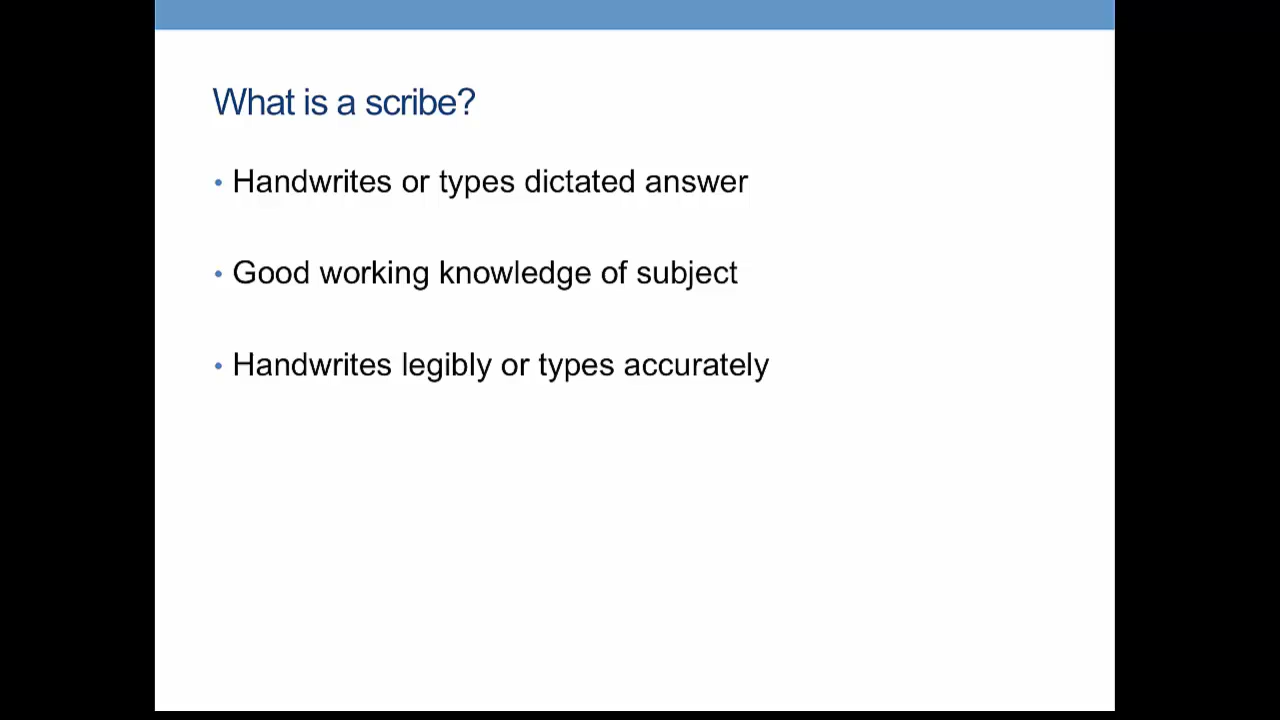 What is a scribe?
• Handwrites or types dictated answer
• Good working knowledge of subject
• Handwrites legibly or types accurately